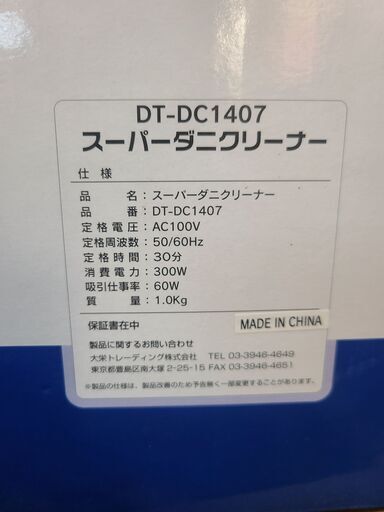 DT-DC1407
スーパーダニクリーナー
仕様
品名：スーパーダニクリーナー
品番：DT-DC1407
定格電圧：AC100V
定格周波数：50/60Hz
定格時間：30分
消費電力：300W
吸引仕事率：60W
質量：1.0Kg
保証書在中
MADE IN CHINA
製品に関するお問い合わせ
大栄トレーディング株式会社 TEL 03-3946-4649
東京都豊島区南大塚 2-25-15 FAX 03-3946-4651
※製品の仕様は、製品改善のため予告無く一部変更することがあります。